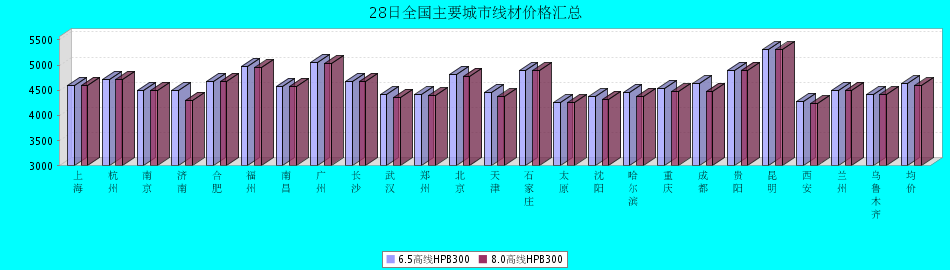 28日全国主要城市线材价格汇总
5500
5000
4500
4000
3500
3000
上海
杭州
南京
济南
合肥
福州
南昌
广州
长沙
武汉
郑州
北京
天津
石家庄
太原
沈阳
哈尔滨
重庆
成都
贵阳
昆明
西安
兰州
乌鲁木齐
均价
6.5高线HPB300
8.0高线HPB300